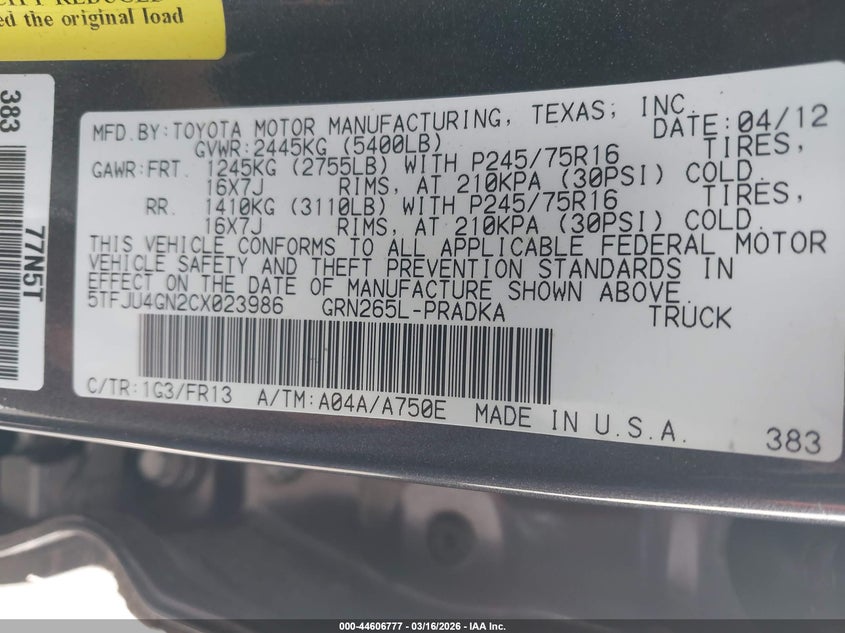 CITY REDUCED
ed the original load
383
77N5T
MFD.BY:TOYOTA MOTOR MANUFACTURING, TEXAS, INC.
DATE:04/12
GVWR:2445KG (5400LB)
GAWR:FRT. 1245KG (2755LB) WITH P245/75R16 TIRES,
16X7J RIMS, AT 210KPA (30PSI) COLD.
RR. 1410KG (3110LB) WITH P245/75R16 TIRES,
16X7J RIMS, AT 210KPA (30PSI) COLD.
THIS VEHICLE CONFORMS TO ALL APPLICABLE FEDERAL MOTOR
VEHICLE SAFETY AND THEFT PREVENTION STANDARDS IN
EFFECT ON THE DATE OF MANUFACTURE SHOWN ABOVE.
5TFJU4GN2CX023986 GRN265L-PRADKA TRUCK
C/TR:1G3/FR13 A/TM:A04A/A750E MADE IN U.S.A.
383
000-44606777 - 03/16/2026 - IAA Inc.